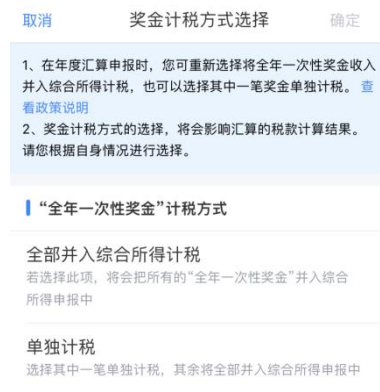 取消 奖金计税方式选择 确定
1、在年度汇算申报时，您可重新选择将全年一次性奖金收入
并入综合所得计税，也可以选择其中一笔奖金单独计税。 查
看政策说明
2、奖金计税方式的选择，将会影响汇算的税款计算结果。
请您根据自身情况进行选择。
“全年一次性奖金”计税方式
全部并入综合所得计税
若选择此项，将会把所有的“全年一次性奖金”并入综合
所得申报中
单独计税
选择其中一笔单独计税，其余将全部并入综合所得申报中